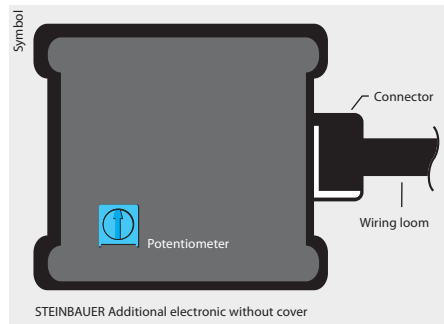 Symbol
Connector
Wiring loom
Potentiometer
STEINBAUER Additional electronic without cover